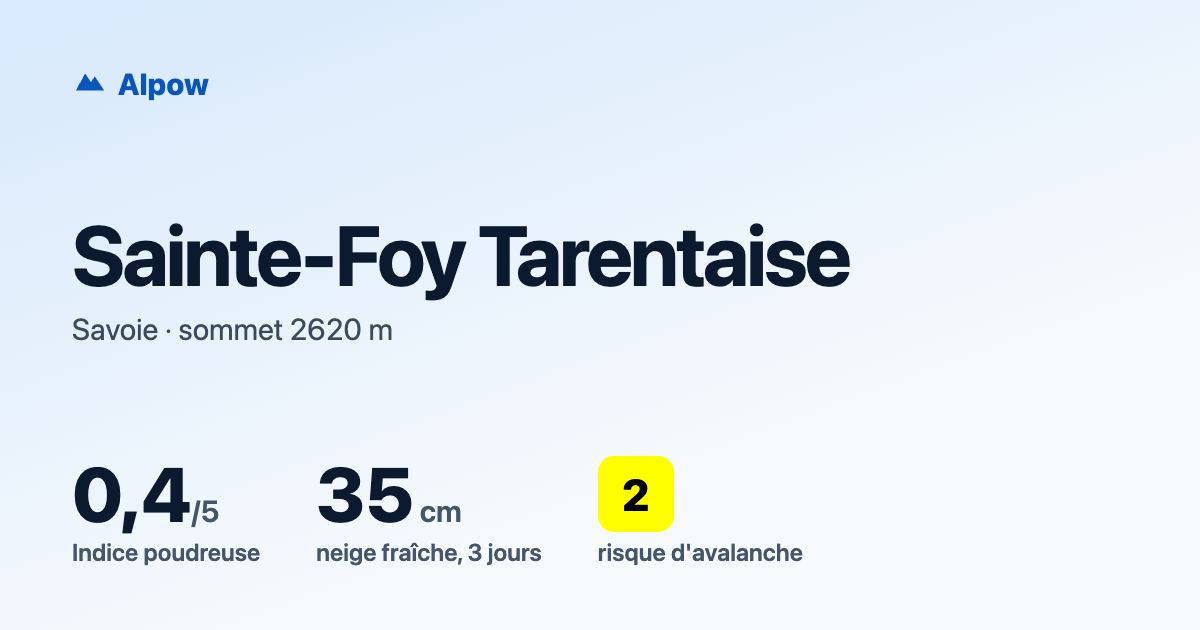 Alpow
Sainte-Foy Tarentaise
Savoie · sommet 2620 m
0,4/5
Indice poudreuse
35 cm
neige fraîche, 3 jours
2
risque d'avalanche